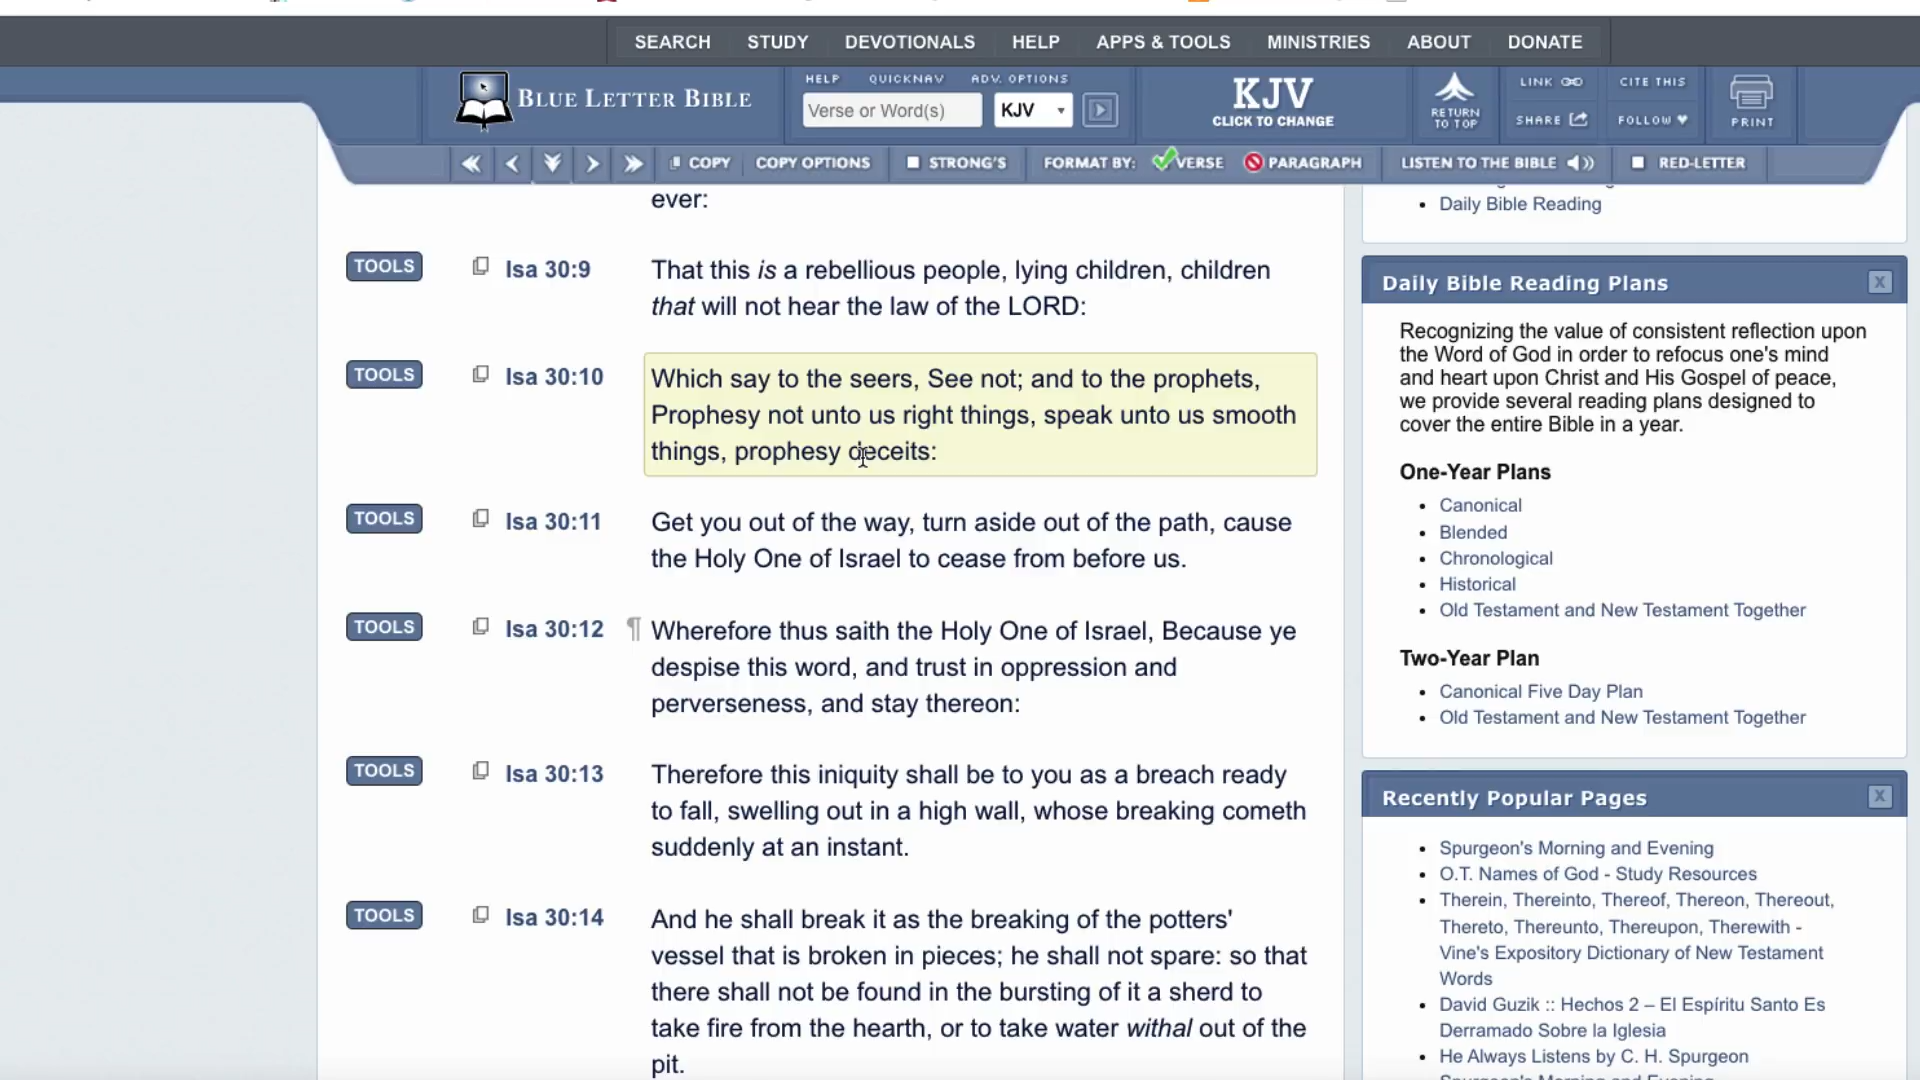 SEARCH STUDY DEVOTIONALS HELP APPS & TOOLS MINISTRIES ABOUT DONATE
BLUE LETTER BIBLE
HELP QUICKNAV ADV. OPTIONS
Verse or Word(s) KJV
KJV
CLICK TO CHANGE
RETURN
TO TOP
LINK
SHARE
CITE THIS
FOLLOW
PRINT
COPY COPY OPTIONS STRONG'S FORMAT BY: VERSE PARAGRAPH LISTEN TO THE BIBLE RED-LETTER
ever:
TOOLS Isa 30:9 That this is a rebellious people, lying children, children
that will not hear the law of the LORD:
TOOLS Isa 30:10 Which say to the seers, See not; and to the prophets,
Prophesy not unto us right things, speak unto us smooth
things, prophesy deceits:
TOOLS Isa 30:11 Get you out of the way, turn aside out of the path, cause
the Holy One of Israel to cease from before us.
TOOLS Isa 30:12 ¶ Wherefore thus saith the Holy One of Israel, Because ye
despise this word, and trust in oppression and
perverseness, and stay thereon:
TOOLS Isa 30:13 Therefore this iniquity shall be to you as a breach ready
to fall, swelling out in a high wall, whose breaking cometh
suddenly at an instant.
TOOLS Isa 30:14 And he shall break it as the breaking of the potters'
vessel that is broken in pieces; he shall not spare: so that
there shall not be found in the bursting of it a sherd to
take fire from the hearth, or to take water withal out of the
pit.
Daily Bible Reading
Daily Bible Reading Plans X
Recognizing the value of consistent reflection upon
the Word of God in order to refocus one's mind
and heart upon Christ and His Gospel of peace,
we provide several reading plans designed to
cover the entire Bible in a year.
One-Year Plans
Canonical
Blended
Chronological
Historical
Old Testament and New Testament Together
Two-Year Plan
Canonical Five Day Plan
Old Testament and New Testament Together
Recently Popular Pages X
Spurgeon's Morning and Evening
O.T. Names of God - Study Resources
Therein, Thereinto, Thereof, Thereon, Thereout,
Thereto, Thereunto, Thereupon, Therewith -
Vine's Expository Dictionary of New Testament
Words
David Guzik :: Hechos 2 – El Espíritu Santo Es
Derramado Sobre la Iglesia
He Always Listens by C. H. Spurgeon